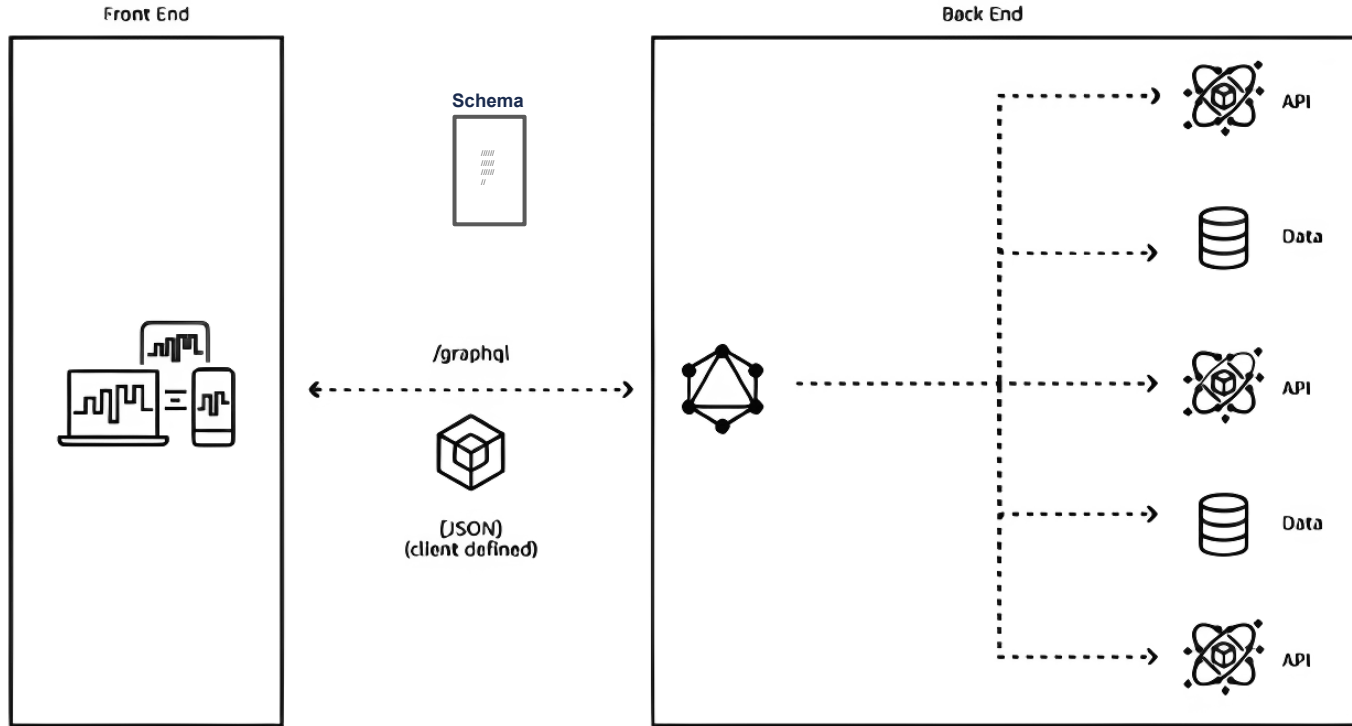 Front End
Back End
Schema
//////
//////
//////
//
/graphql
(JSON)
(client defined)
API
Data
API
Data
API